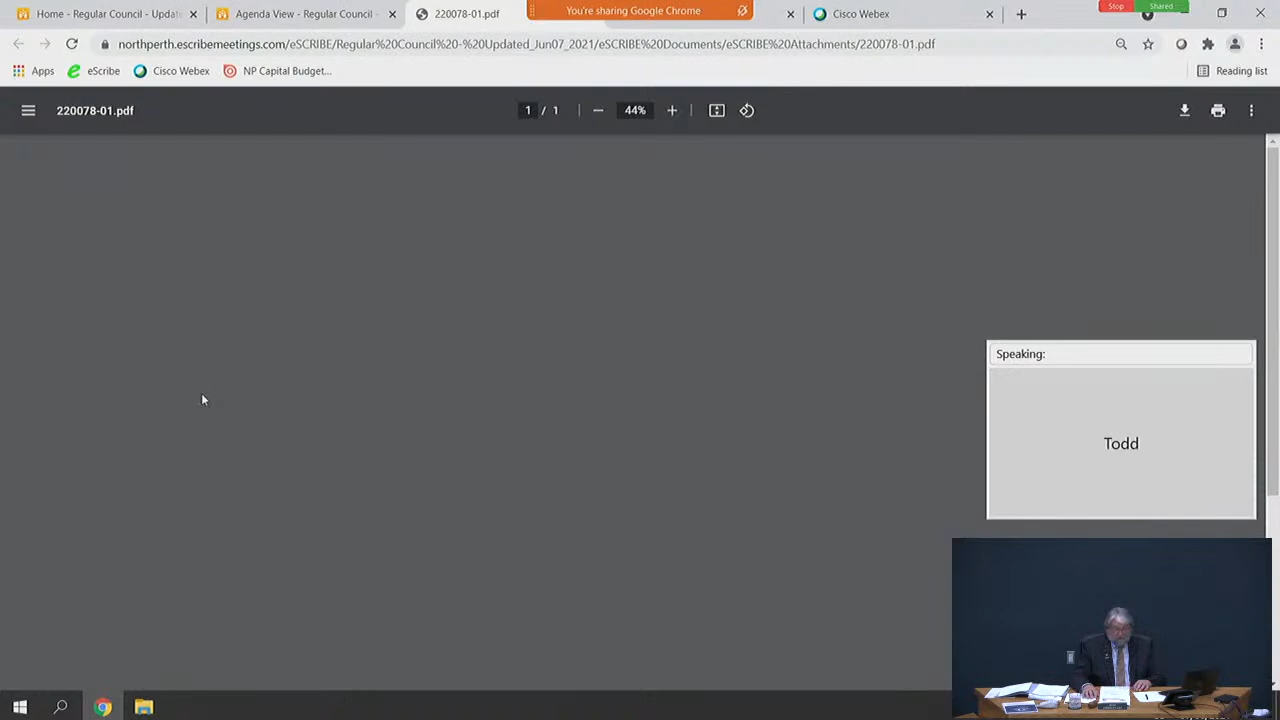 Home - Regular Council - Updat
Agenda View - Regular Council -
220078-01.pdf
You're sharing Google Chrome
Cisco Webex
Stop
Shared
northperth.escribemeetings.com/eSCRIBE/Regular%20Council%20-%20Updated_Jun07_2021/eSCRIBE%20Documents/eSCRIBE%20Attachments/220078-01.pdf
Apps
eScribe
Cisco Webex
NP Capital Budget...
Reading list
220078-01.pdf
1 / 1
44%
Speaking:
Todd